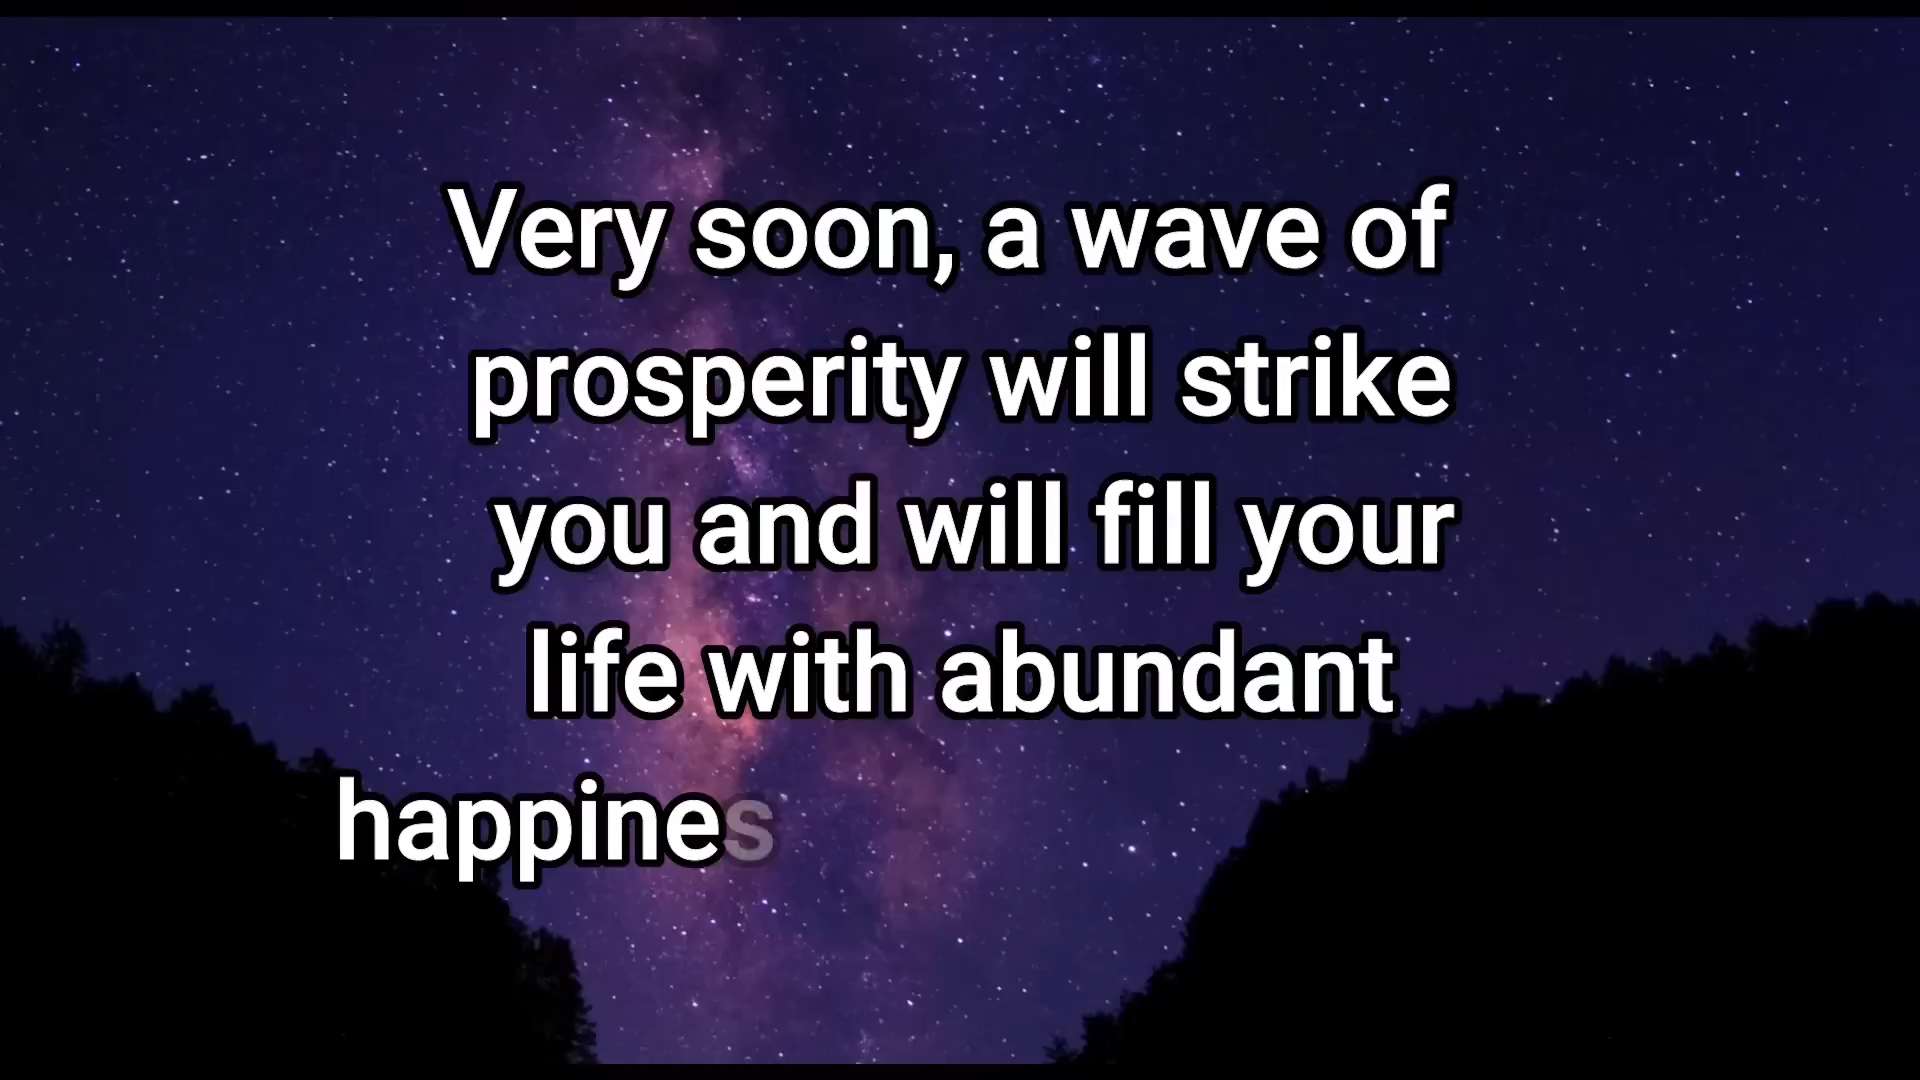 Very soon, a wave of
prosperity will strike
you and will fill your
life with abundant
happines